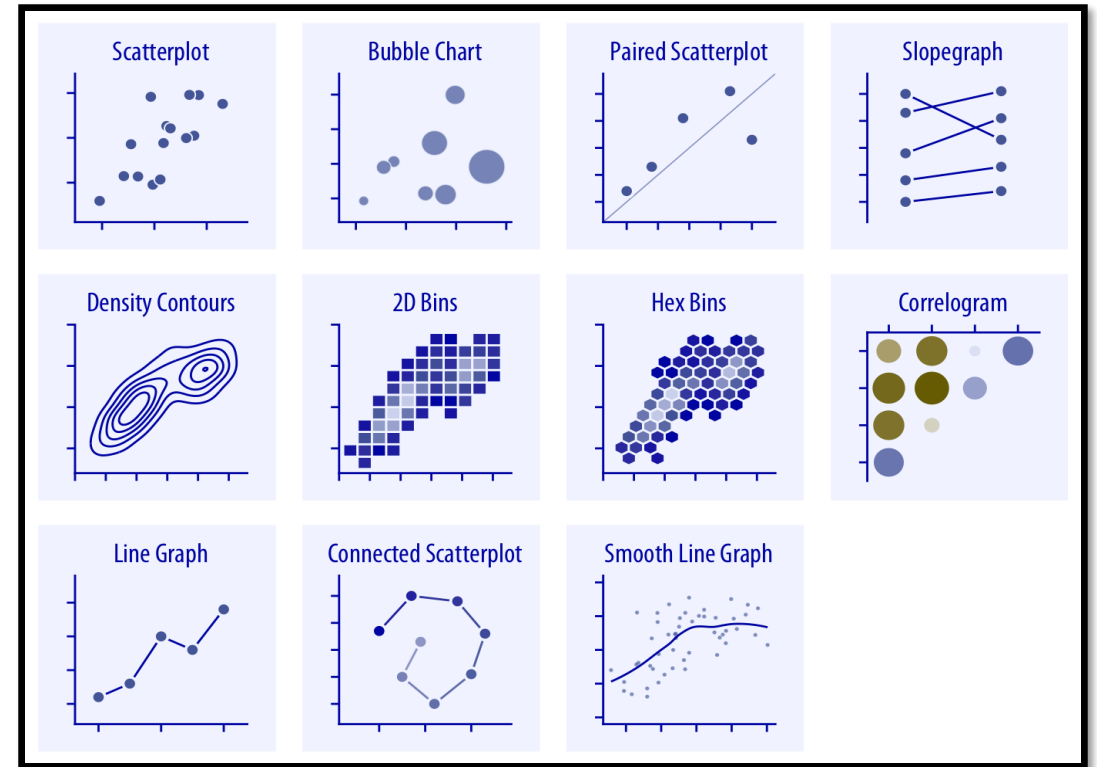 Scatterplot
Bubble Chart
Paired Scatterplot
Slopegraph
Density Contours
2D Bins
Hex Bins
Correlogram
Line Graph
Connected Scatterplot
Smooth Line Graph